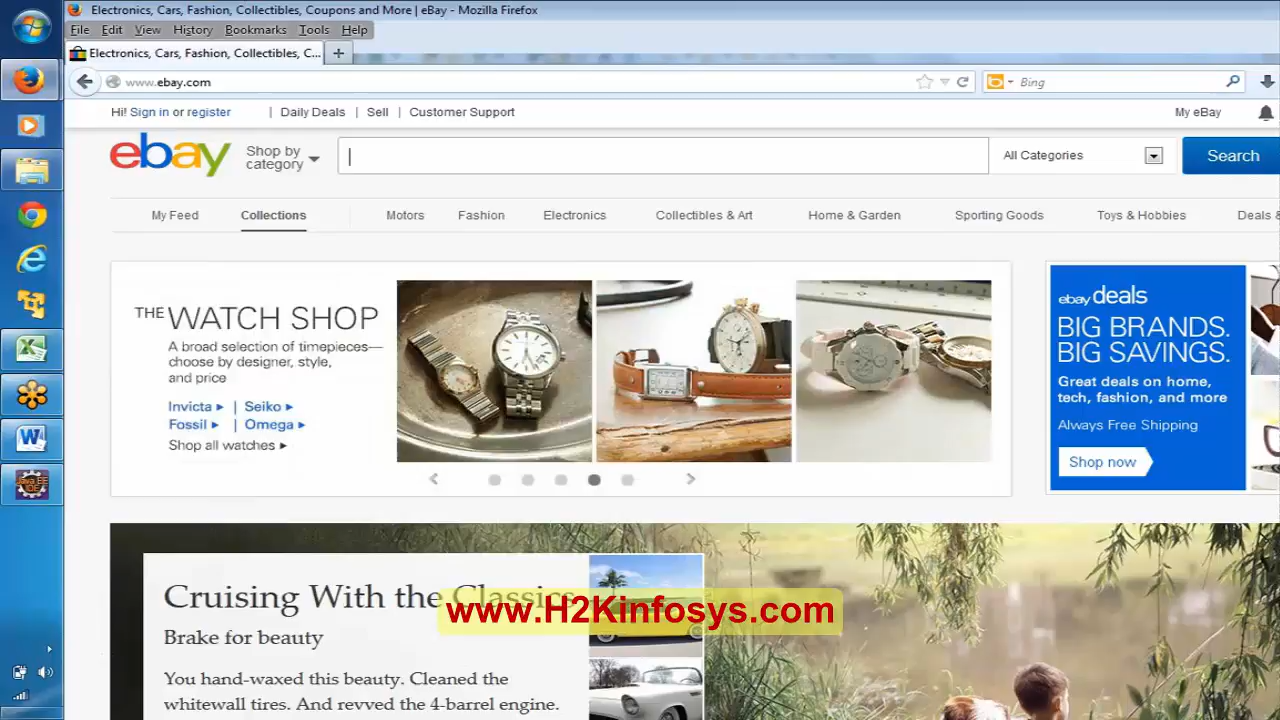 Electronics, Cars, Fashion, Collectibles, Coupons and More | eBay - Mozilla Firefox
File Edit View History Bookmarks Tools Help
Electronics, Cars, Fashion, Collectibles, C... +
www.ebay.com
Bing
Hi! Sign in or register | Daily Deals | Sell | Customer Support
My eBay
ebay
Shop by
category
All Categories
Search
My Feed Collections Motors Fashion Electronics Collectibles & Art Home & Garden Sporting Goods Toys & Hobbies Deals &
THE WATCH SHOP
A broad selection of timepieces—
choose by designer, style,
and price
Invicta | Seiko
Fossil | Omega
Shop all watches
ebay deals
BIG BRANDS.
BIG SAVINGS.
Great deals on home,
tech, fashion, and more
Always Free Shipping
Shop now
Cruising With the Classics
www.H2Kinfosys.com
Brake for beauty
You hand-waxed this beauty. Cleaned the
whitewall tires. And revved the 4-barrel engine.
Java EE
IDE